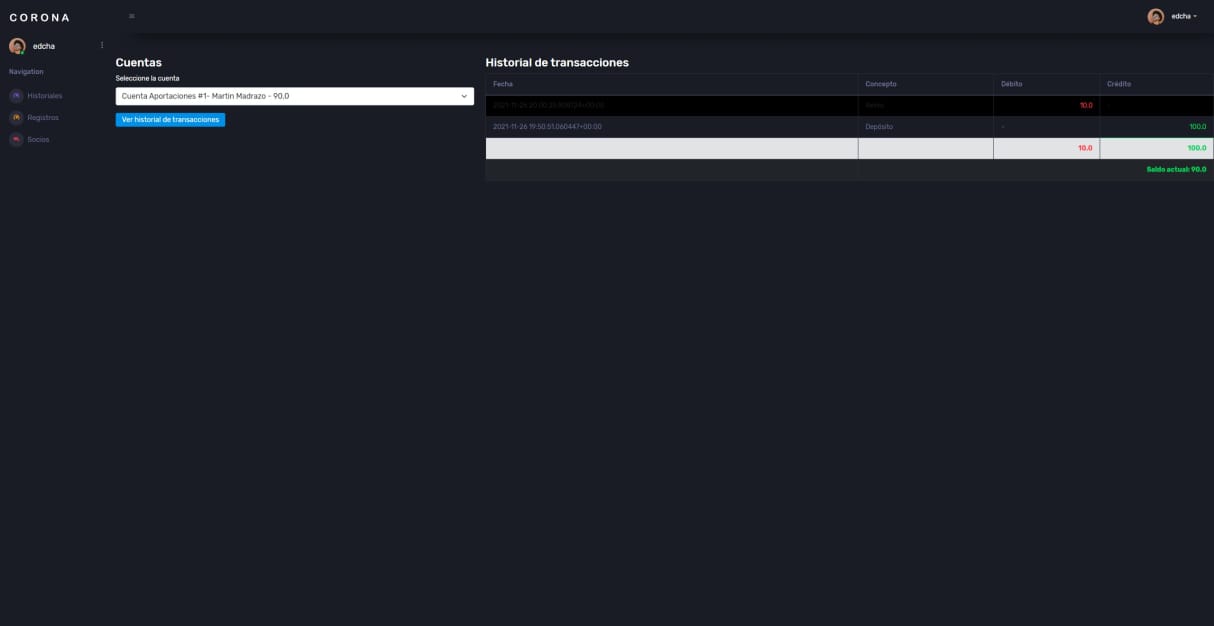 CORONA
edcha
edcha
Navigation
Historiales
Registros
Socios
Cuentas
Seleccione la cuenta
Cuenta Aportaciones #1- Martin Madrazo - 90.0
Ver historial de transacciones
Historial de transacciones
Fecha Concepto Débito Crédito
Retiro 10.0 -
2021-11-26 19:50:51.060447+00:00 Depósito - 100.0
10.0 100.0
Saldo actual: 90.0